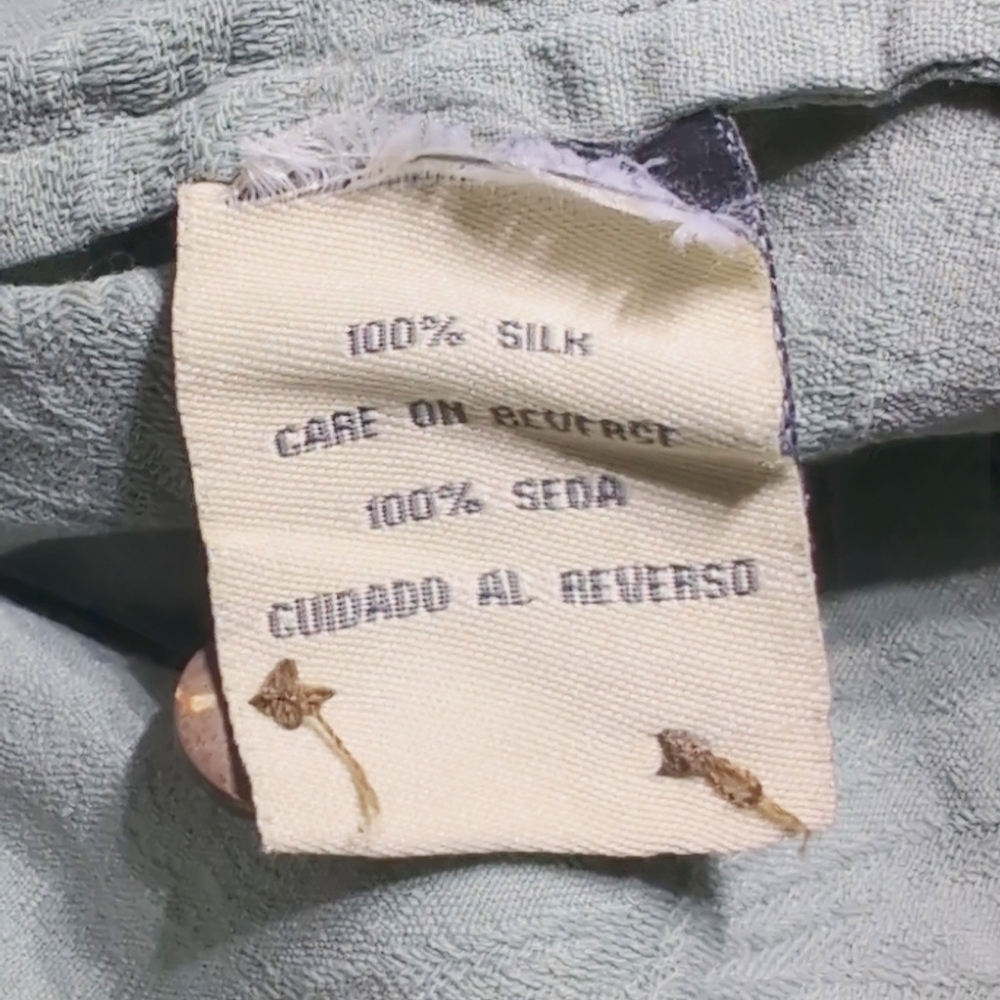 100% SILK
CARE ON REVERSE
100% SEDA
CUIDADO AL REVERSO